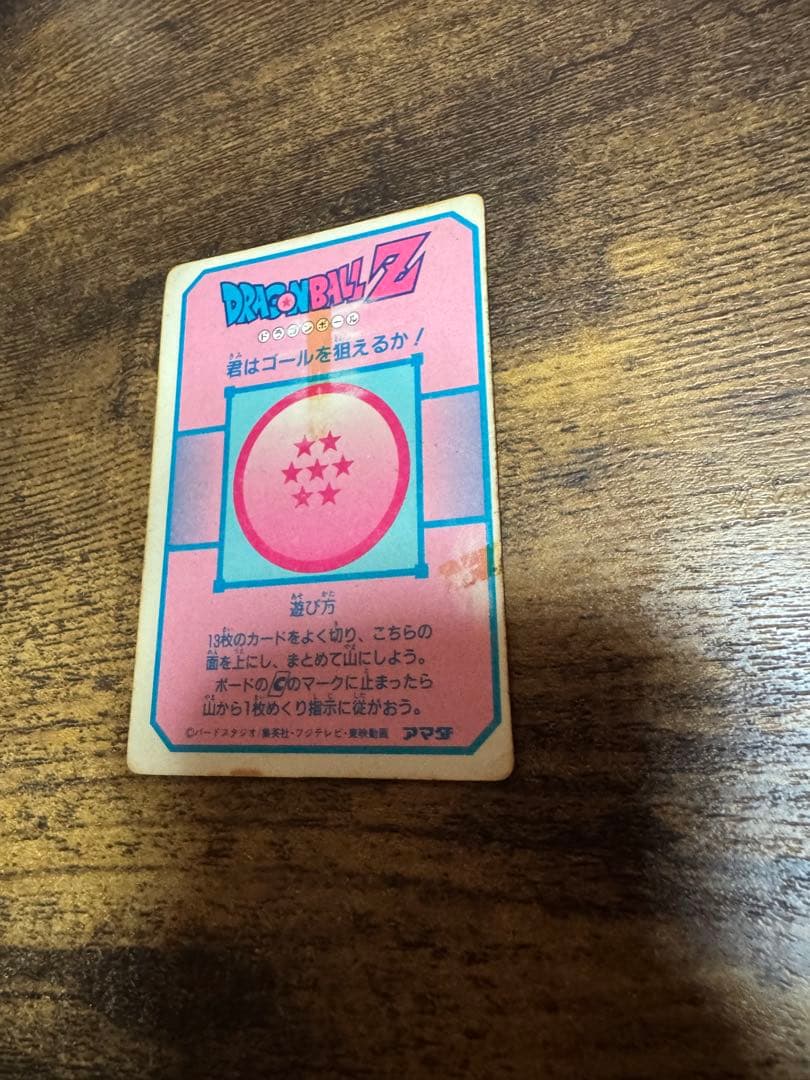 DRAGONBALL Z
ドラゴンボール
君はゴールを狙えるか!
遊び方
13枚のカードをよく切り、こちらの
面を上にし、まとめて山にしよう。
ボードのCのマークに止まったら
山から1枚めくり指示に従がおう。
©バードスタジオ/集英社・フジテレビ・東映動画 アマダ